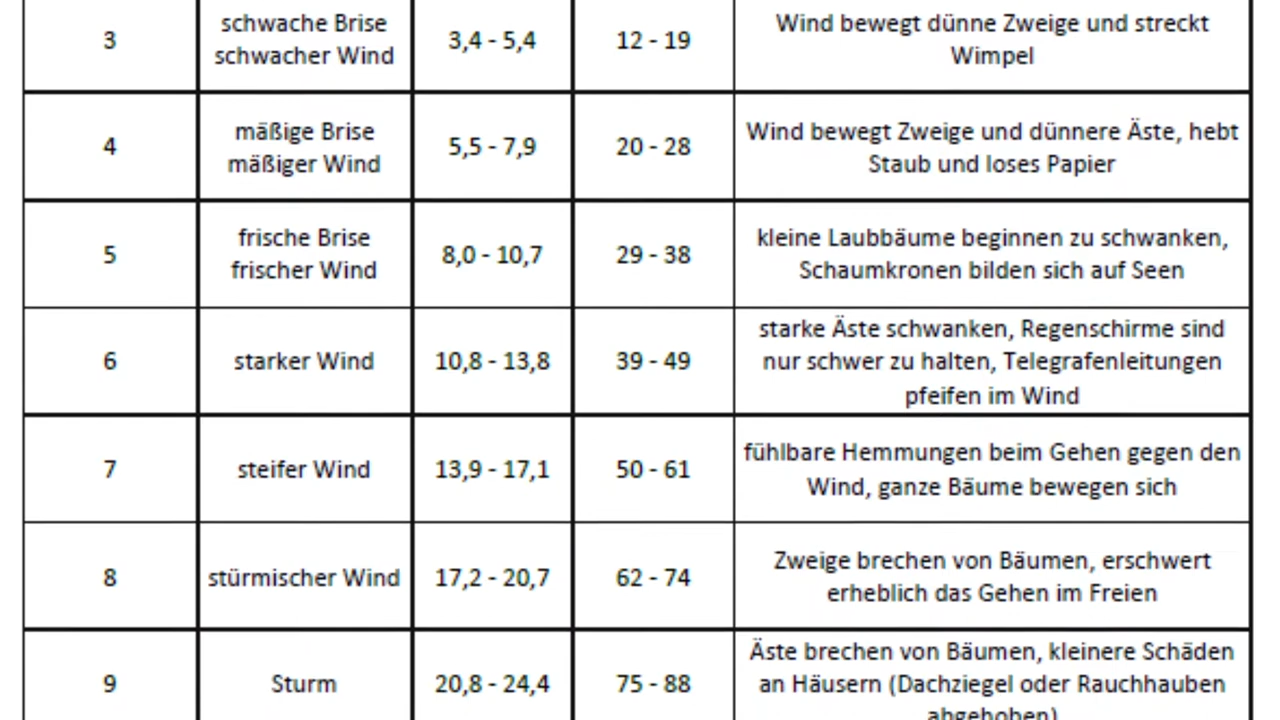 3
schwache Brise
schwacher Wind
3,4 - 5,4
12 - 19
Wind bewegt dünne Zweige und streckt
Wimpel
4
mäßige Brise
mäßiger Wind
5,5 - 7,9
20 - 28
Wind bewegt Zweige und dünnere Äste, hebt
Staub und loses Papier
5
frische Brise
frischer Wind
8,0 - 10,7
29 - 38
kleine Laubbäume beginnen zu schwanken,
Schaumkronen bilden sich auf Seen
6
starker Wind
10,8 - 13,8
39 - 49
starke Äste schwanken, Regenschirme sind
nur schwer zu halten, Telegrafenleitungen
pfeifen im Wind
7
steifer Wind
13,9 - 17,1
50 - 61
fühlbare Hemmungen beim Gehen gegen den
Wind, ganze Bäume bewegen sich
8
stürmischer Wind
17,2 - 20,7
62 - 74
Zweige brechen von Bäumen, erschwert
erheblich das Gehen im Freien
9
Sturm
20,8 - 24,4
75 - 88
Äste brechen von Bäumen, kleinere Schäden
an Häusern (Dachziegel oder Rauchhauben
abgehoben)